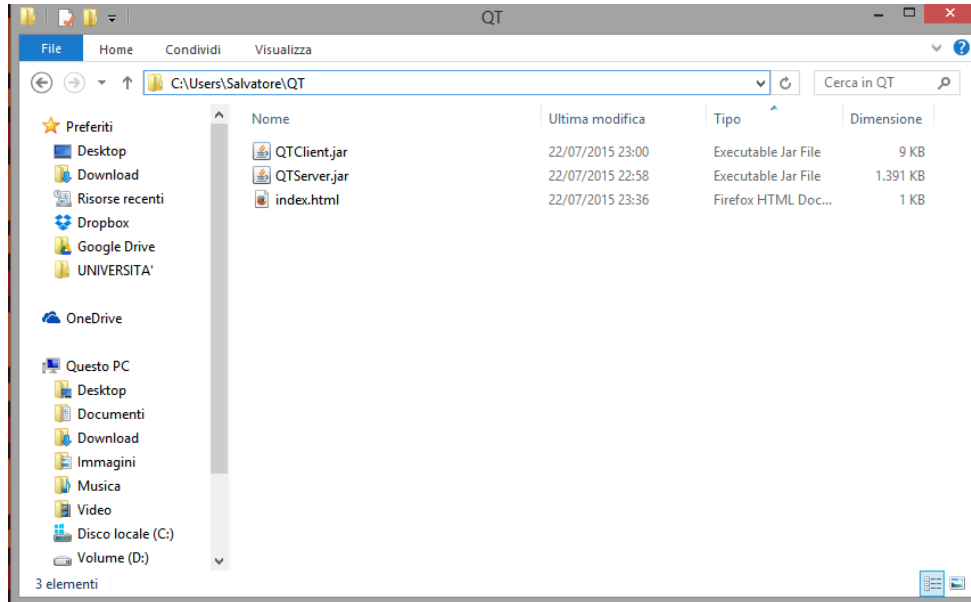 QT
File Home Condividi Visualizza
C:\Users\Salvatore\QT Cerca in QT
Nome Ultima modifica Tipo Dimensione
QTClient.jar 22/07/2015 23:00 Executable Jar File 9 KB
QTServer.jar 22/07/2015 22:58 Executable Jar File 1.391 KB
index.html 22/07/2015 23:36 Firefox HTML Doc... 1 KB
Preferiti
Desktop
Download
Risorse recenti
Dropbox
Google Drive
UNIVERSITA'
OneDrive
Questo PC
Desktop
Documenti
Download
Immagini
Musica
Video
Disco locale (C:)
Volume (D:)
3 elementi